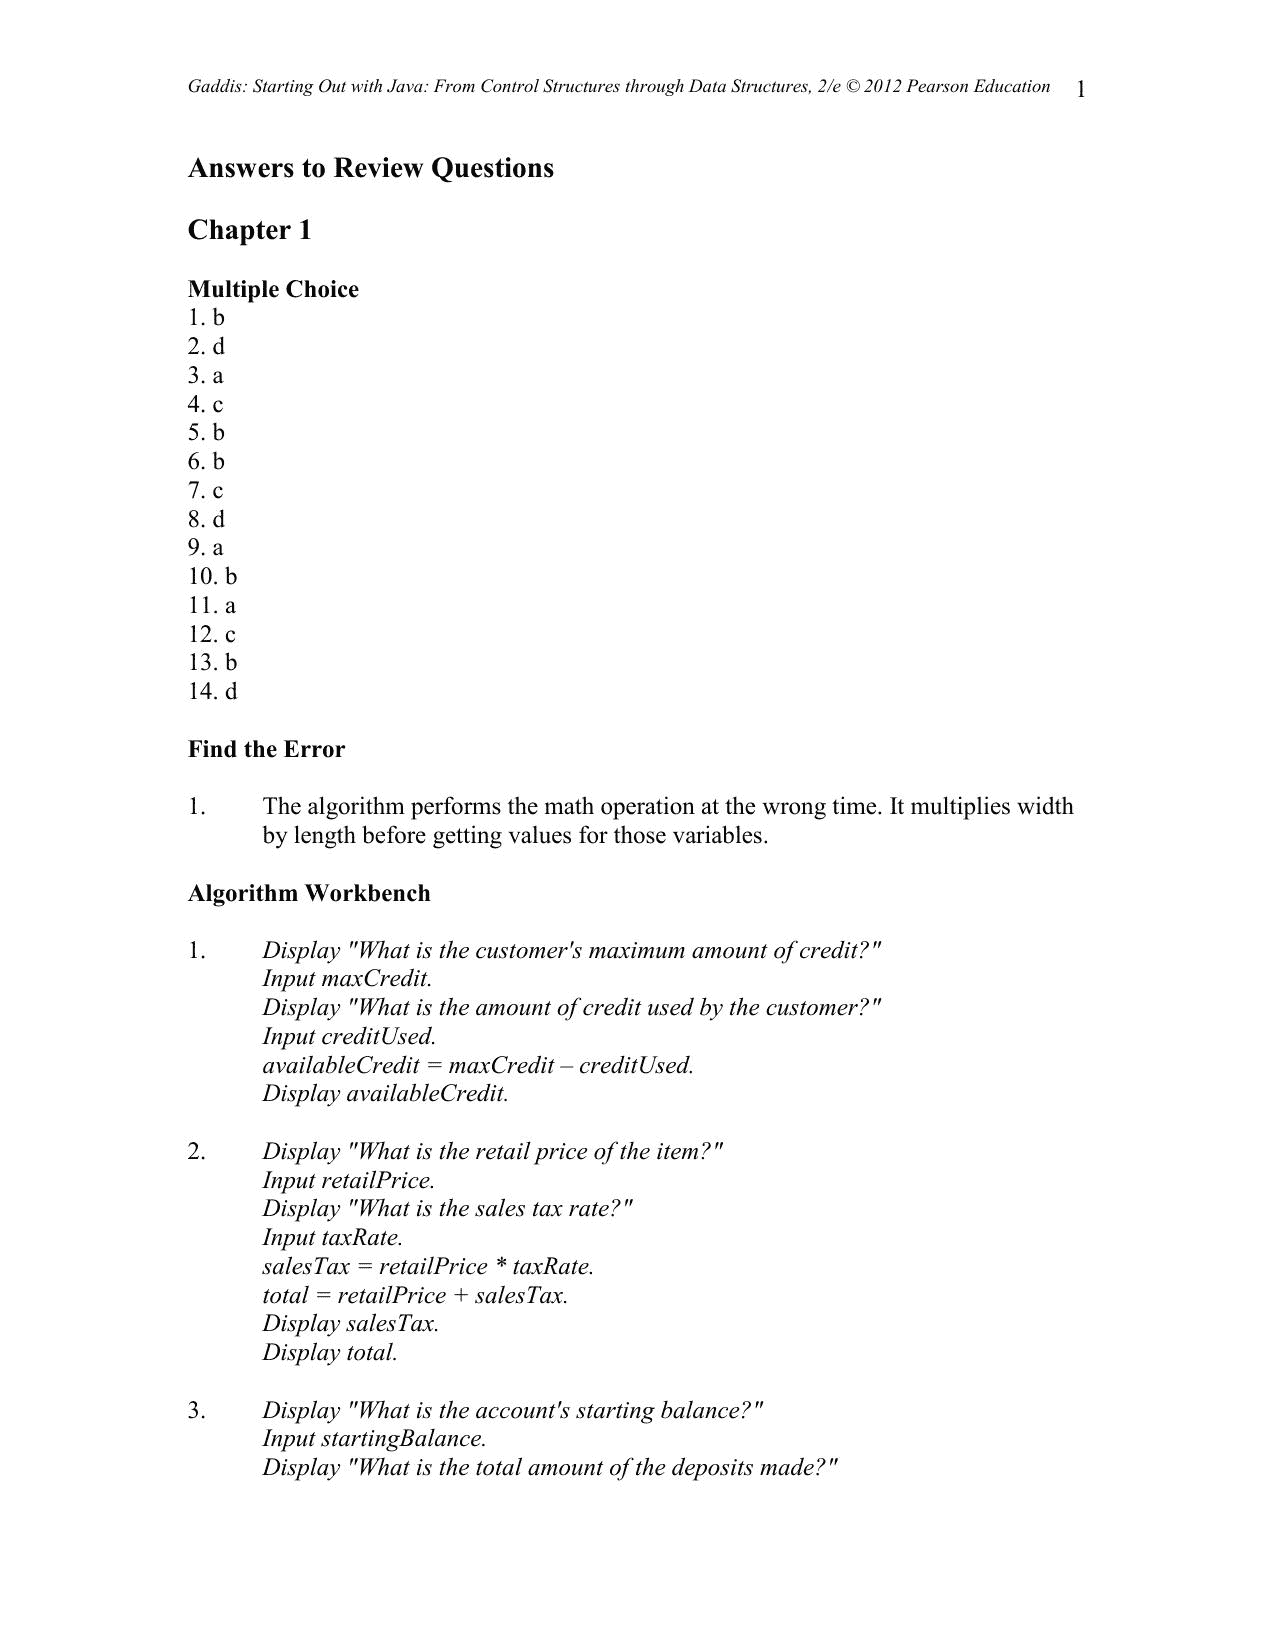 Gaddis: Starting Out with Java: From Control Structures through Data Structures, 2/e © 2012 Pearson Education 1
Answers to Review Questions
Chapter 1
Multiple Choice
1. b
2. d
3. a
4. c
5. b
6. b
7. c
8. d
9. a
10. b
11. a
12. c
13. b
14. d
Find the Error
1. The algorithm performs the math operation at the wrong time. It multiplies width
by length before getting values for those variables.
Algorithm Workbench
1. Display "What is the customer's maximum amount of credit?"
Input maxCredit.
Display "What is the amount of credit used by the customer?"
Input creditUsed.
availableCredit = maxCredit – creditUsed.
Display availableCredit.
2. Display "What is the retail price of the item?"
Input retailPrice.
Display "What is the sales tax rate?"
Input taxRate.
salesTax = retailPrice * taxRate.
total = retailPrice + salesTax.
Display salesTax.
Display total.
3. Display "What is the account's starting balance?"
Input startingBalance.
Display "What is the total amount of the deposits made?"